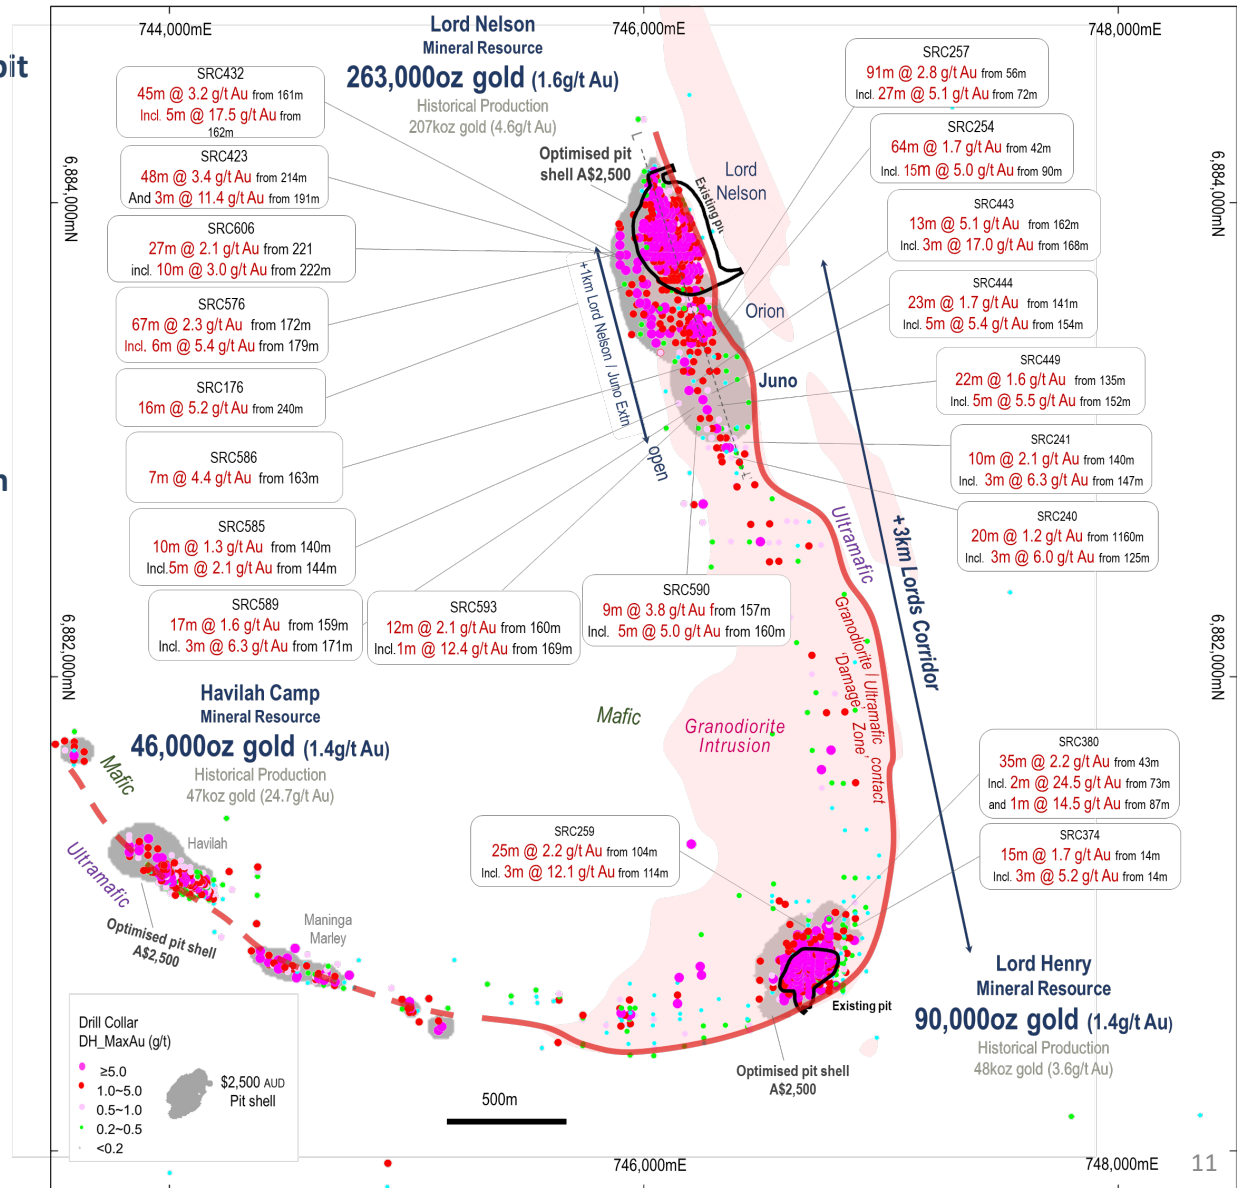 744,000mE
746,000mE
748,000mE
pit
n
Lord Nelson
Mineral Resource
263,000oz gold (1.6g/t Au)
Historical Production
207koz gold (4.6g/t Au)
Optimised pit
shell A$2,500
SRC432
45m @ 3.2 g/t Au from 161m
Incl. 5m @ 17.5 g/t Au from
162m
SRC423
48m @ 3.4 g/t Au from 214m
And 3m @ 11.4 g/t Au from 191m
SRC606
27m @ 2.1 g/t Au from 221
incl. 10m @ 3.0 g/t Au from 222m
SRC576
67m @ 2.3 g/t Au from 172m
Incl. 6m @ 5.4 g/t Au from 179m
SRC176
16m @ 5.2 g/t Au from 240m
SRC586
7m @ 4.4 g/t Au from 163m
SRC585
10m @ 1.3 g/t Au from 140m
Incl.5m @ 2.1 g/t Au from 144m
SRC589
17m @ 1.6 g/t Au from 159m
Incl. 3m @ 6.3 g/t Au from 171m
SRC593
12m @ 2.1 g/t Au from 160m
Incl.1m @ 12.4 g/t Au from 169m
SRC590
9m @ 3.8 g/t Au from 157m
Incl. 5m @ 5.0 g/t Au from 160m
SRC257
91m @ 2.8 g/t Au from 56m
Incl. 27m @ 5.1 g/t Au from 72m
SRC254
64m @ 1.7 g/t Au from 42m
Incl. 15m @ 5.0 g/t Au from 90m
SRC443
13m @ 5.1 g/t Au from 162m
Incl. 3m @ 17.0 g/t Au from 168m
SRC444
23m @ 1.7 g/t Au from 141m
Incl. 5m @ 5.4 g/t Au from 154m
SRC449
22m @ 1.6 g/t Au from 135m
Incl. 5m @ 5.5 g/t Au from 152m
SRC241
10m @ 2.1 g/t Au from 140m
Incl. 3m @ 6.3 g/t Au from 147m
SRC240
20m @ 1.2 g/t Au from 1160m
Incl. 3m @ 6.0 g/t Au from 125m
6,884,000mN
6,884,000mN
Lord
Nelson
Existing pit
Orion
Juno
+1km Lord Nelson / Juno Extn
open
Ultramafic
+3km Lords Corridor
Granodiorite / Ultramafic contact
'Damage' Zone
6,882,000mN
6,882,000mN
Havilah Camp
Mineral Resource
46,000oz gold (1.4g/t Au)
Historical Production
47koz gold (24.7g/t Au)
Mafic
Granodiorite
Intrusion
Mafic
Ultramafic
Havilah
Optimised pit shell
A$2,500
Maninga
Marley
SRC259
25m @ 2.2 g/t Au from 104m
Incl. 3m @ 12.1 g/t Au from 114m
SRC380
35m @ 2.2 g/t Au from 43m
Incl. 2m @ 24.5 g/t Au from 73m
and 1m @ 14.5 g/t Au from 87m
SRC374
15m @ 1.7 g/t Au from 14m
Incl. 3m @ 5.2 g/t Au from 14m
Existing pit
Lord Henry
Mineral Resource
90,000oz gold (1.4g/t Au)
Historical Production
48koz gold (3.6g/t Au)
Optimised pit shell
A$2,500
Drill Collar
DH_MaxAu (g/t)
≥5.0
1.0~5.0
0.5~1.0
0.2~0.5
<0.2
$2,500 AUD
Pit shell
500m
746,000mE
748,000mE
11